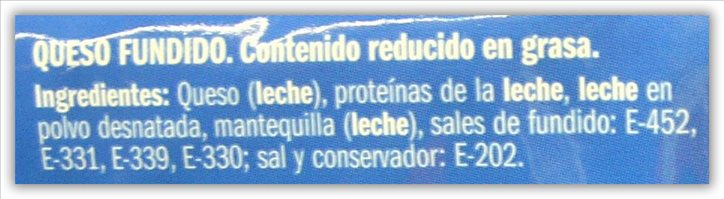 QUESO FUNDIDO. Contenido reducido en grasa.
Ingredientes: Queso (leche), proteínas de la leche, leche en
polvo desnatada, mantequilla (leche), sales de fundido: E-452,
E-331, E-339, E-330; sal y conservador: E-202.